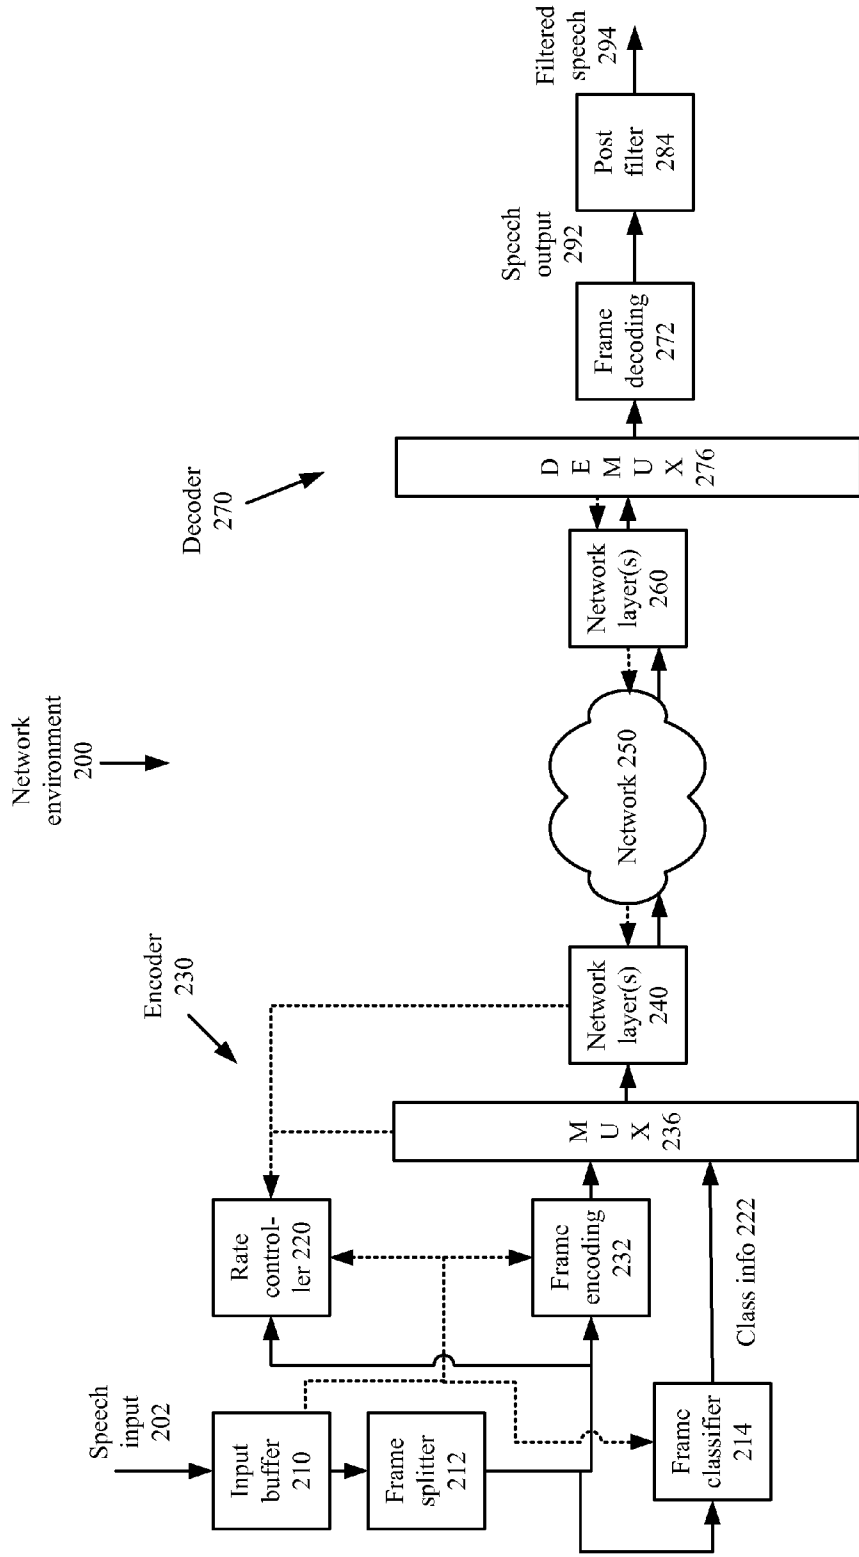 Network
environment
200
Encoder
230
Decoder
270
Speech
input
202
Input
buffer
210
Frame
splitter
212
Frame
classifier
214
Rate
control-
ler 220
Frame
encoding
232
Class info 222
M
U
X
236
Network
layer(s)
240
Network 250
Network
layer(s)
260
D
E
M
U
X
276
Frame
decoding
272
Speech
output
292
Post
filter
284
Filtered
speech
294